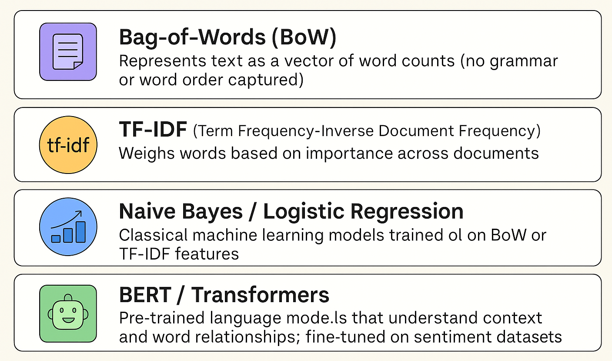 Bag-of-Words (BoW)
Represents text as a vector of word counts (no grammar
or word order captured)
tf-idf
TF-IDF (Term Frequency-Inverse Document Frequency)
Weighs words based on importance across documents
Naive Bayes / Logistic Regression
Classical machine learning models trained ol on BoW or
TF-IDF features
BERT / Transformers
Pre-trained language mode.ls that understand context
and word relationships; fine-tuned on sentiment datasets